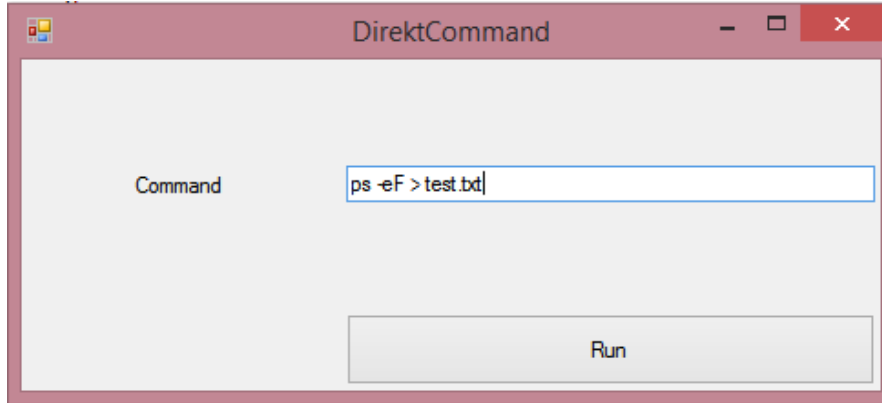 DirektCommand
Command ps -eF > test.txt
Run